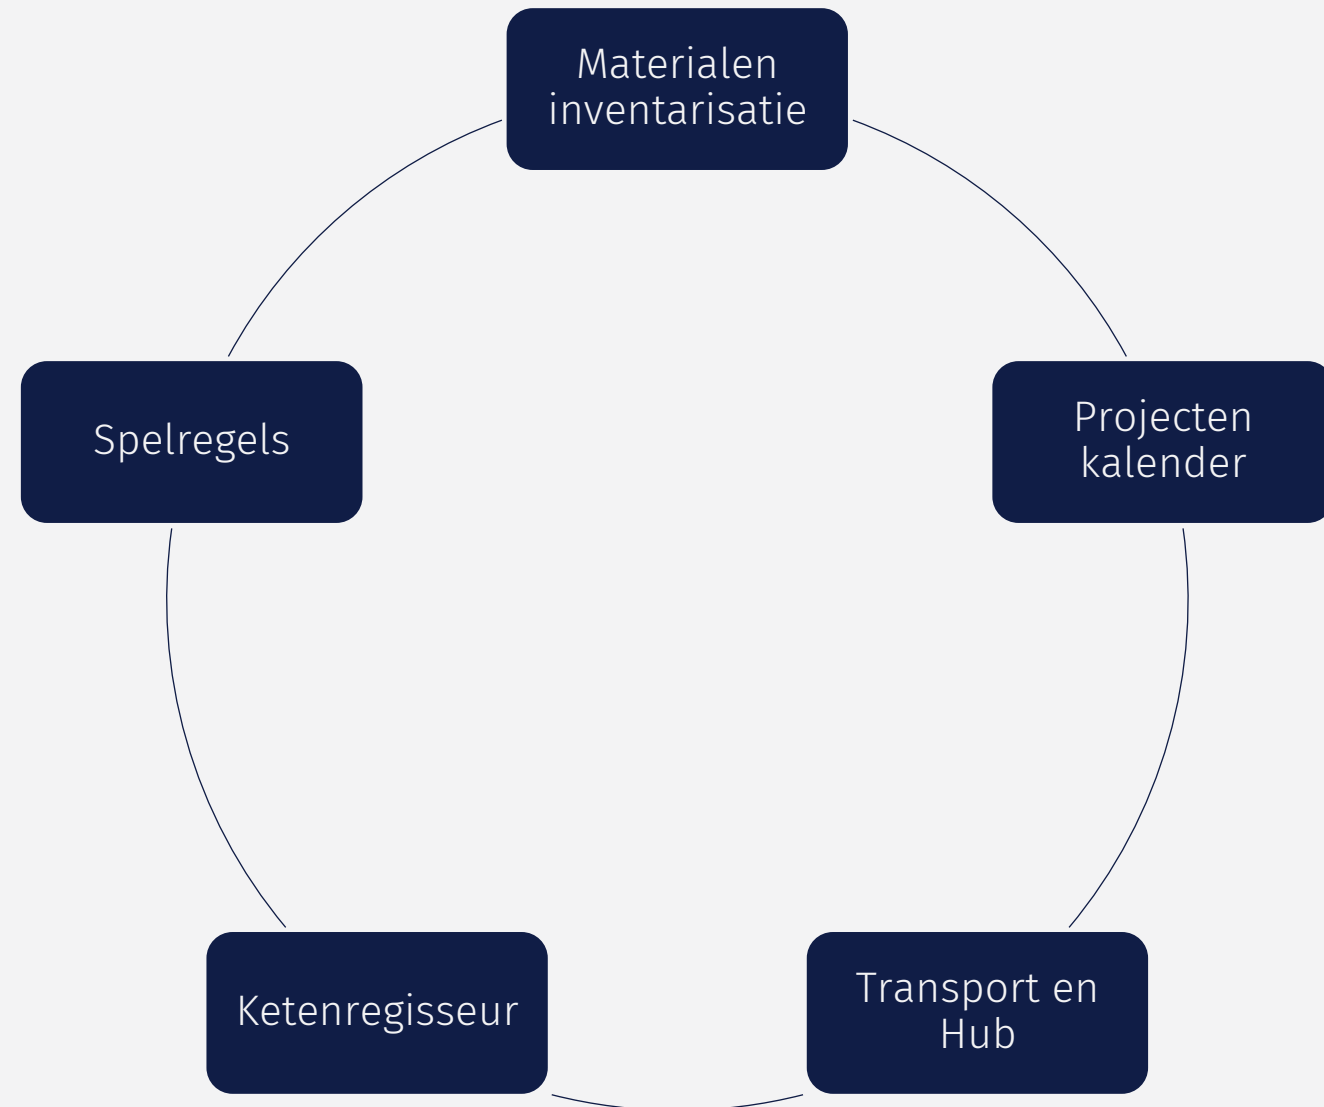 Materialen
inventarisatie
Projecten
kalender
Transport en
Hub
Ketenregisseur
Spelregels